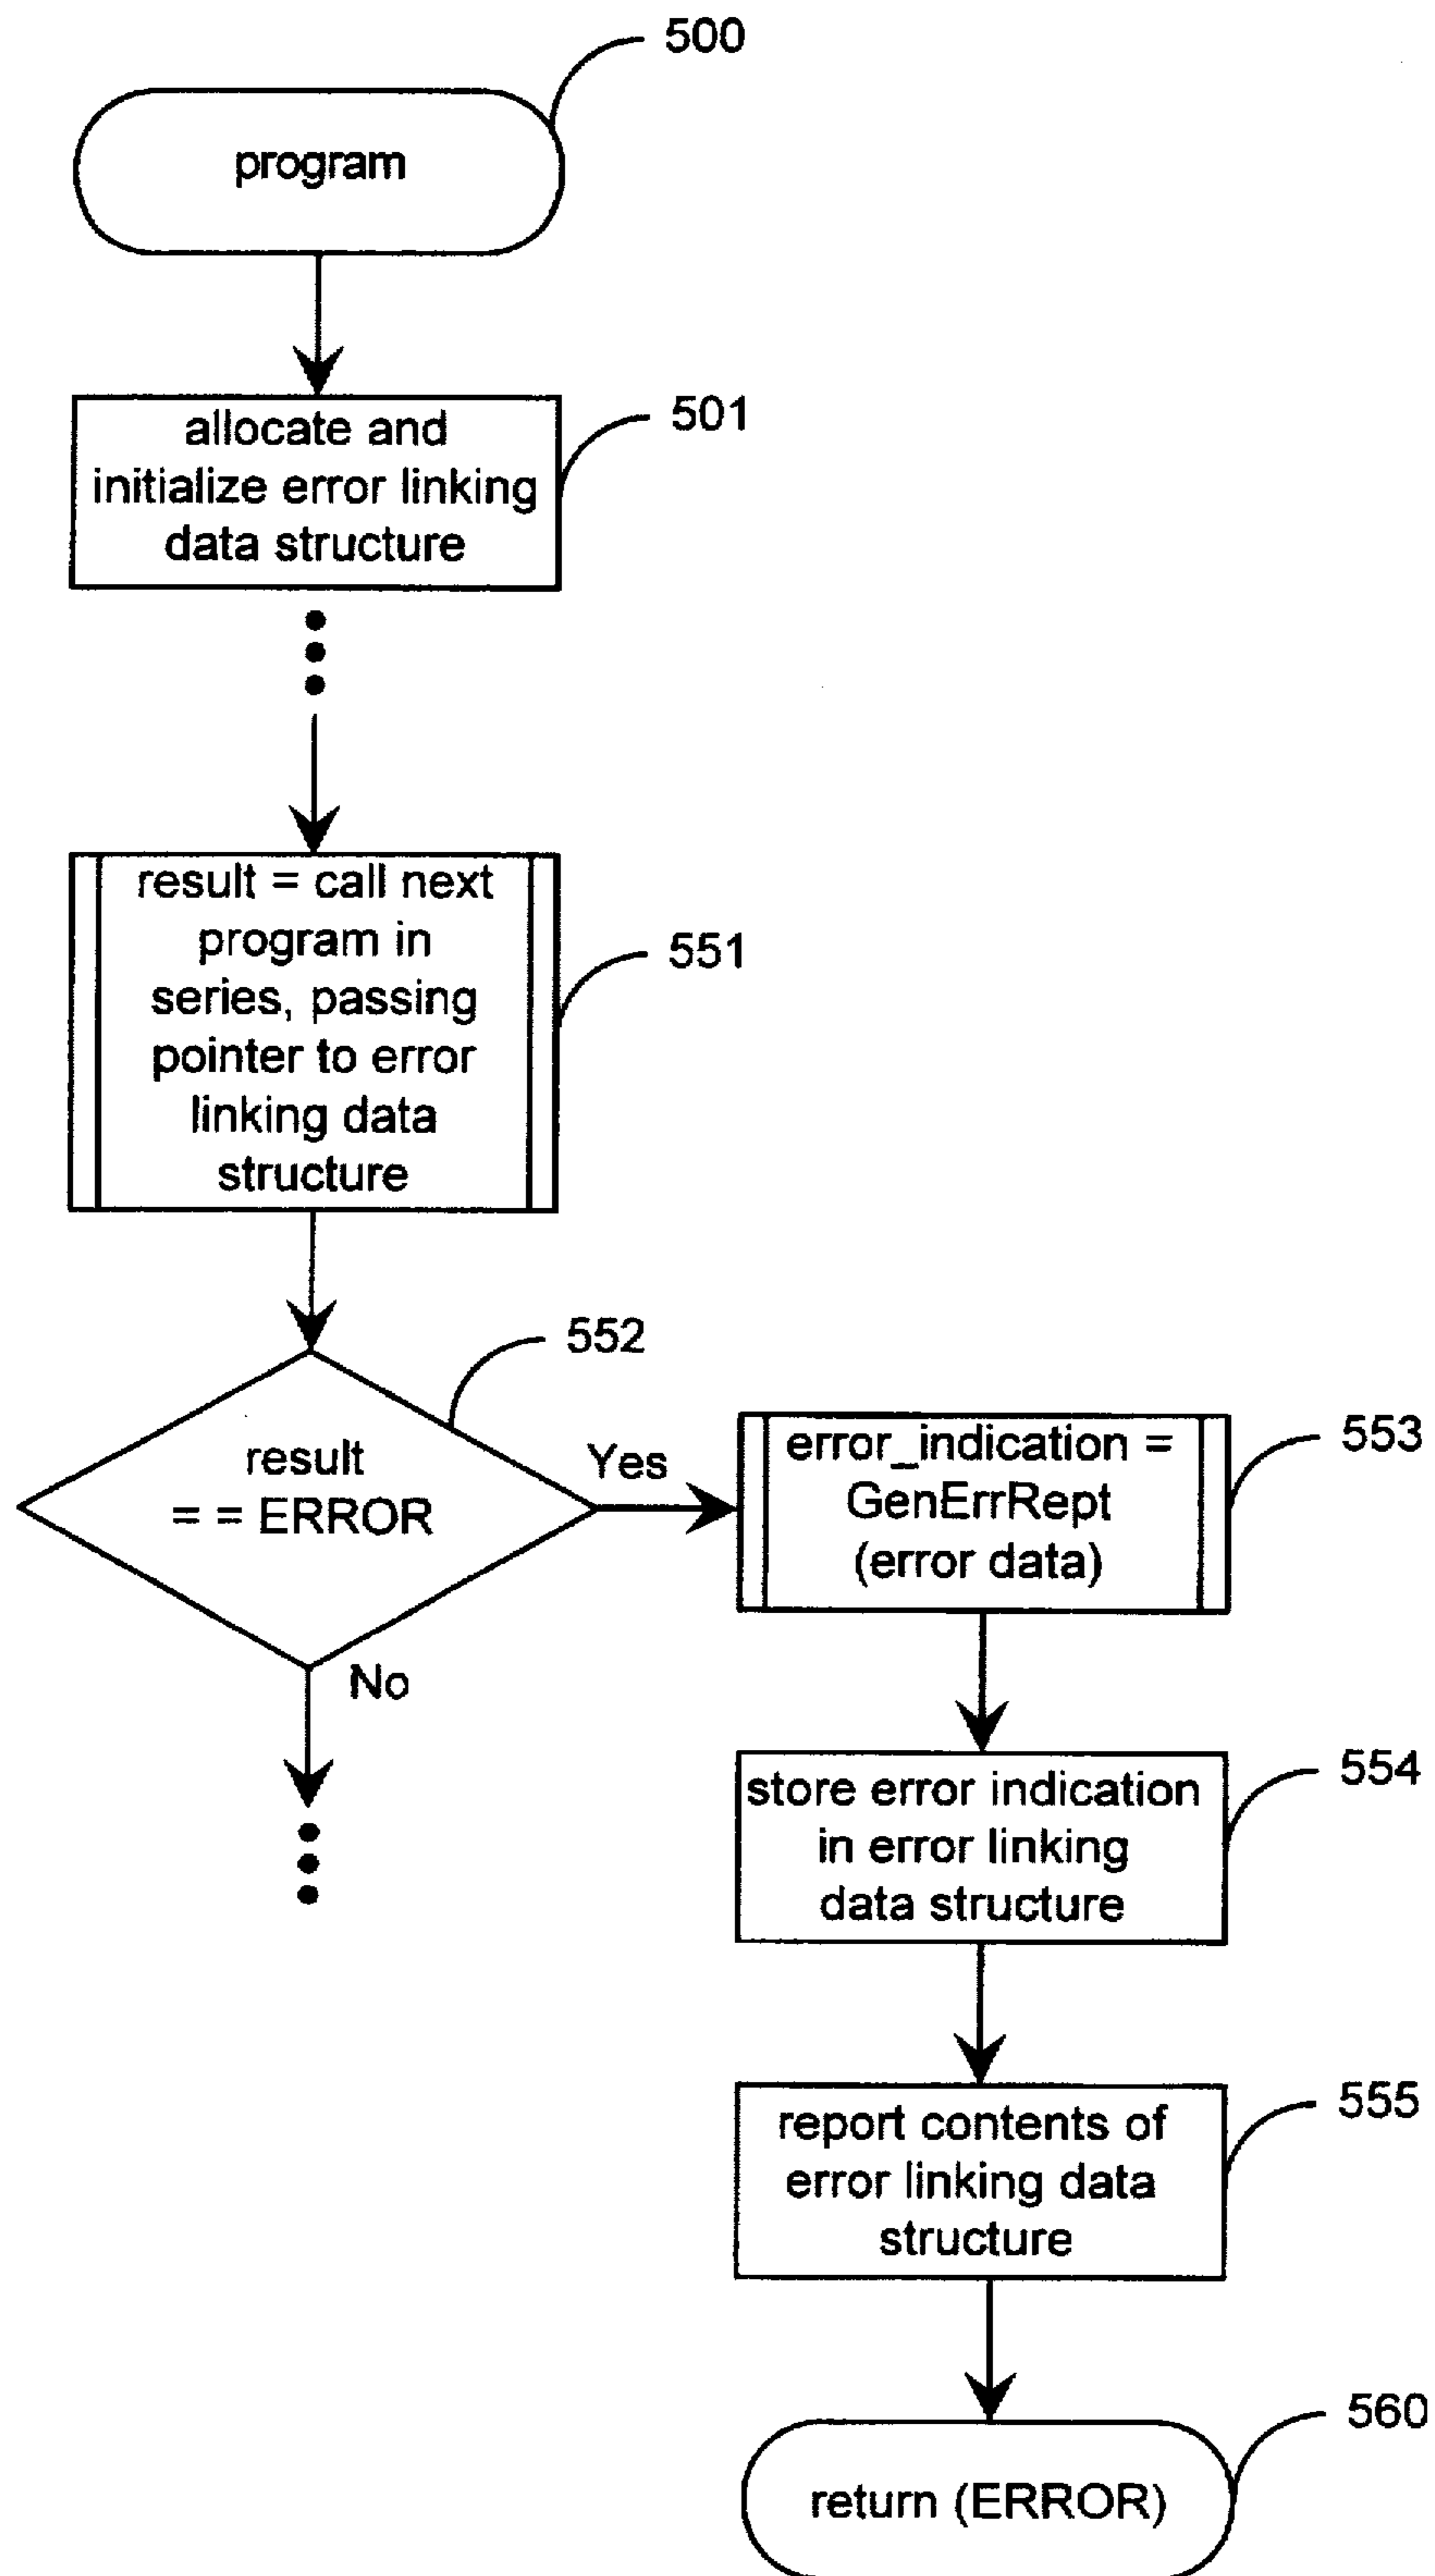 500
program
501
allocate and
initialize error linking
data structure
551
result = call next
program in
series, passing
pointer to error
linking data
structure
552
result
= = ERROR
Yes
No
553
error_indication =
GenErrRept
(error data)
554
store error indication
in error linking
data structure
555
report contents of
error linking data
structure
560
return (ERROR)